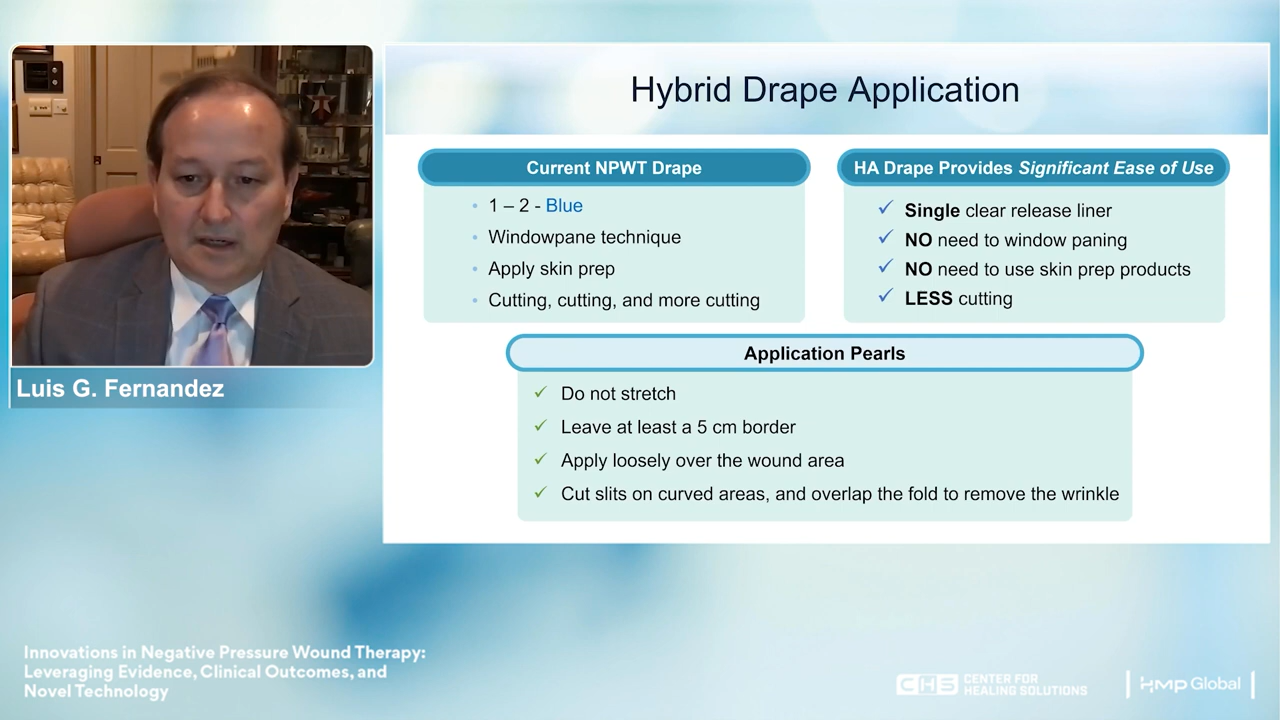 Hybrid Drape Application
Current NPWT Drape
1 – 2 - Blue
Windowpane technique
Apply skin prep
Cutting, cutting, and more cutting
HA Drape Provides Significant Ease of Use
Single clear release liner
NO need to window paning
NO need to use skin prep products
LESS cutting
Application Pearls
Do not stretch
Leave at least a 5 cm border
Apply loosely over the wound area
Cut slits on curved areas, and overlap the fold to remove the wrinkle
Luis G. Fernandez
Innovations in Negative Pressure Wound Therapy:
Leveraging Evidence, Clinical Outcomes, and
Novel Technology
CHS CENTER FOR
HEALING SOLUTIONS
HMP Global